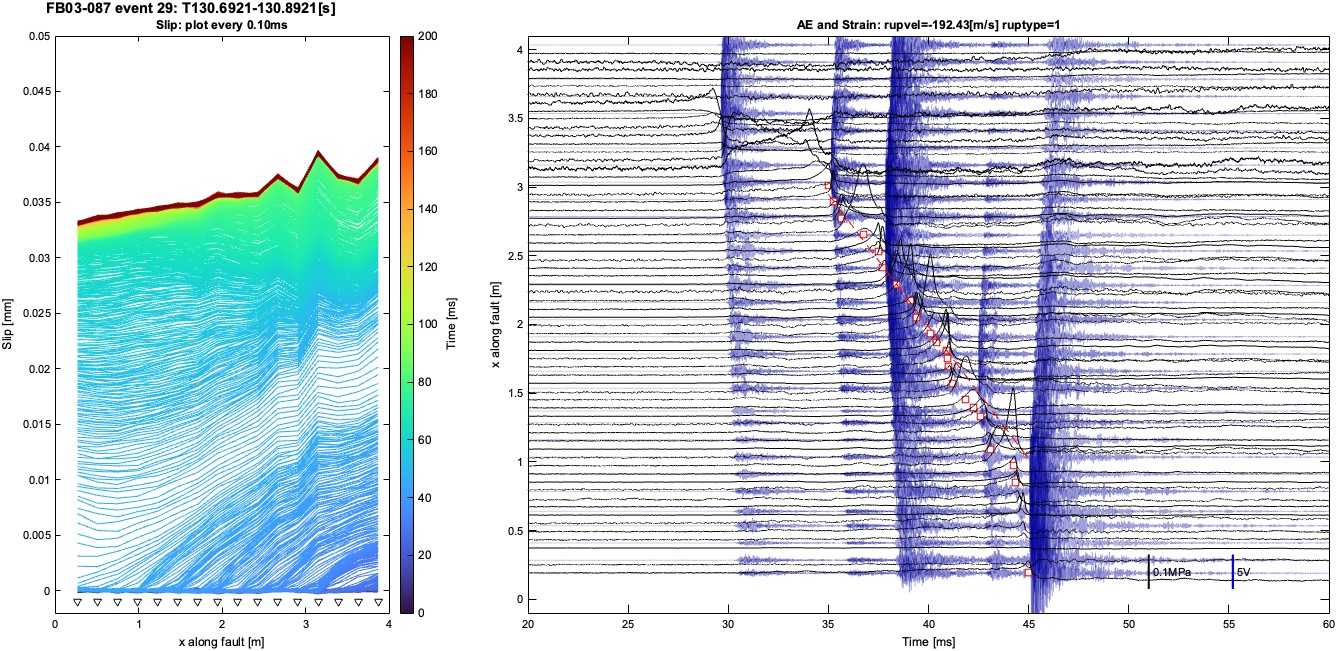 FB03-087 event 29: T130.6921-130.8921[s]
Slip: plot every 0.10ms
0.05
0.045
0.04
0.035
0.03
0.025
0.02
0.015
0.01
0.005
0
Slip [mm]
0 1 2 3 4
x along fault [m]
200
180
160
140
120
100
80
60
40
20
0
Time [ms]
AE and Strain: rupvel=-192.43[m/s] ruptype=1
4
3.5
3
2.5
2
1.5
1
0.5
0
x along fault [m]
0.1MPa 5V
20 25 30 35 40 45 50 55 60
Time [ms]